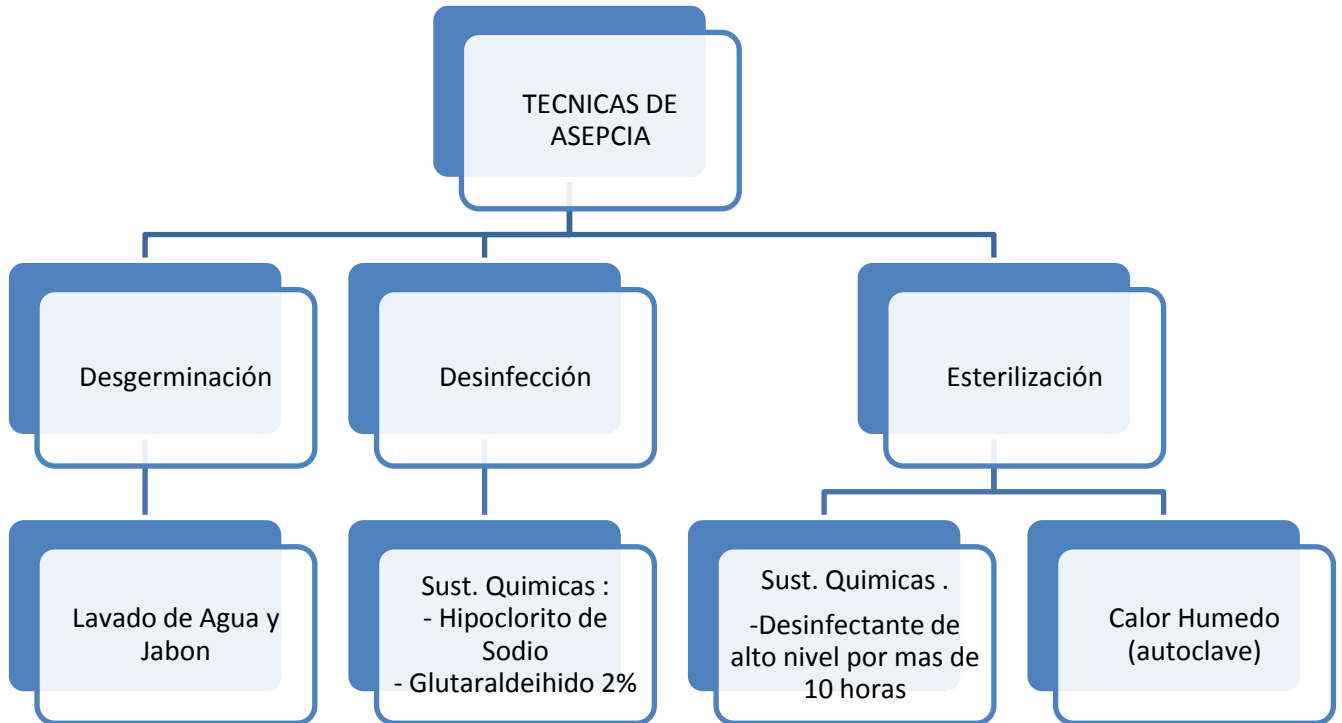 TECNICAS DE
ASEPCIA
Desgerminación
Desinfección
Esterilización
Lavado de Agua y
Jabon
Sust. Quimicas :
- Hipoclorito de
Sodio
- Glutaraldeihido 2%
Sust. Quimicas .
-Desinfectante de
alto nivel por mas de
10 horas
Calor Humedo
(autoclave)